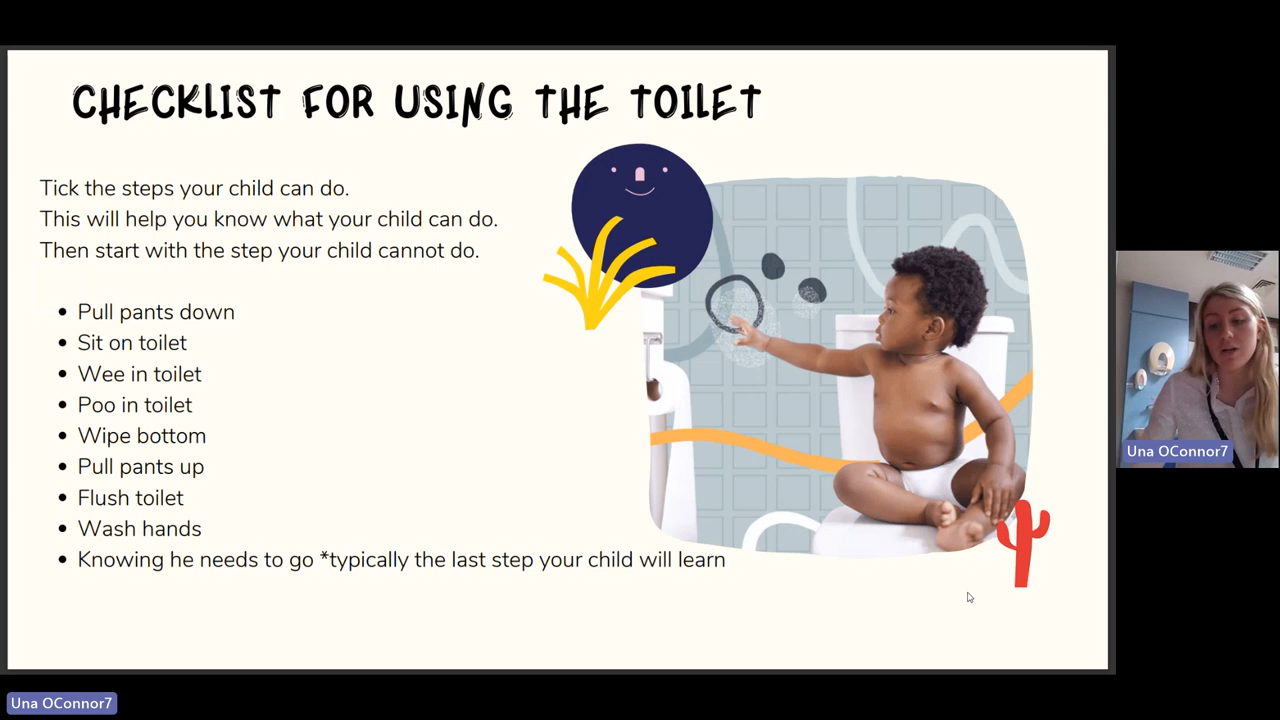 CHECKLIST FOR USING THE TOILET
Tick the steps your child can do.
This will help you know what your child can do.
Then start with the step your child cannot do.
• Pull pants down
• Sit on toilet
• Wee in toilet
• Poo in toilet
• Wipe bottom
• Pull pants up
• Flush toilet
• Wash hands
• Knowing he needs to go *typically the last step your child will learn
Una OConnor7
Una OConnor7